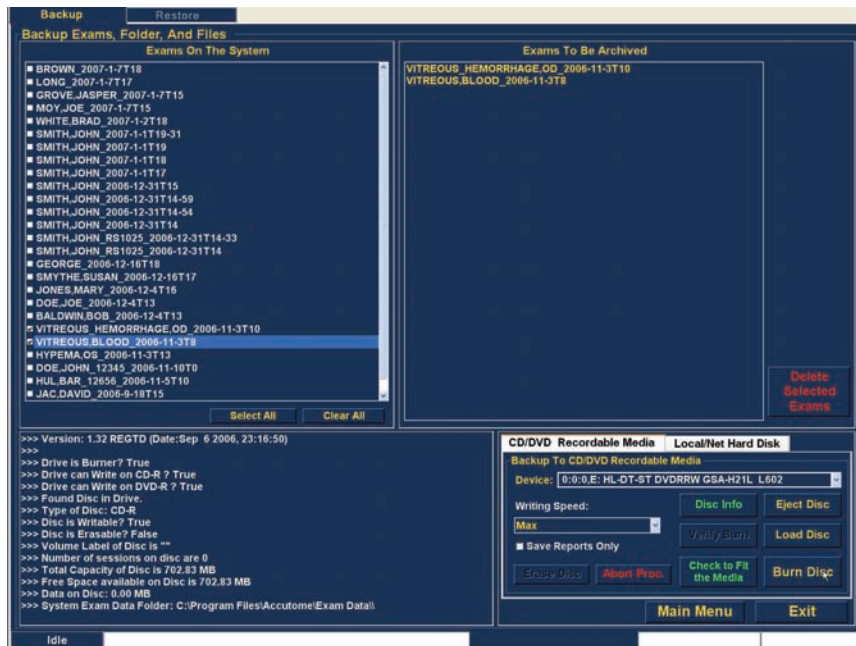 Backup Restore
Backup Exams, Folder, And Files
Exams On The System
BROWN_2007-1-7T18
LONG_2007-1-7T17
GROVE,JASPER_2007-1-7T15
MOY,JOE_2007-1-7T15
WHITE,BRAD_2007-1-2T18
SMITH,JOHN_2007-1-1T19-31
SMITH,JOHN_2007-1-1T19
SMITH,JOHN_2007-1-1T18
SMITH,JOHN_2007-1-1T17
SMITH,JOHN_2006-12-31T15
SMITH,JOHN_2006-12-31T14-59
SMITH,JOHN_2006-12-31T14-54
SMITH,JOHN_2006-12-31T14
SMITH,JOHN_RS1025_2006-12-31T14-33
SMITH,JOHN_RS1025_2006-12-31T14
GEORGE_2006-12-16T18
SMYTHE,SUSAN_2006-12-16T17
JONES,MARY_2006-12-4T16
DOE,JOE_2006-12-4T13
BALDWIN,BOB_2006-12-4T13
VITREOUS_HEMORRHAGE,OD_2006-11-3T10
VITREOUS,BLOOD_2006-11-3T8
HYPEMA,OS_2006-11-3T13
DOE,JOHN_12345_2006-11-10T0
HUL,BAR_12656_2006-11-5T10
JAC,DAVID_2006-9-18T15
Select All Clear All
Exams To Be Archived
VITREOUS_HEMORRHAGE,OD_2006-11-3T10
VITREOUS,BLOOD_2006-11-3T8
Delete
Selected
Exams
>>> Version: 1.32 REGTD (Date:Sep 6 2006, 23:16:50)
>>>
>>> Drive is Burner? True
>>> Drive can Write on CD-R ? True
>>> Drive can Write on DVD-R ? True
>>> Found Disc in Drive.
>>> Type of Disc: CD-R
>>> Disc is Writable? True
>>> Disc is Erasable? False
>>> Volume Label of Disc is ""
>>> Number of sessions on disc are 0
>>> Total Capacity of Disc is 702.83 MB
>>> Free Space available on Disc is 702.83 MB
>>> Data on Disc: 0.00 MB
>>> System Exam Data Folder: C:\Program Files\Accutome\Exam Data\\
CD/DVD Recordable Media Local/Net Hard Disk
Backup To CD/DVD Recordable Media
Device: 0:0:0,E: HL-DT-ST DVDRRW GSA-H21L L602
Writing Speed: Disc Info Eject Disc
Max Verify Burn Load Disc
Save Reports Only
Erase Disc Abort Proc. Check to Fit the Media Burn Disc
Main Menu Exit
Idle